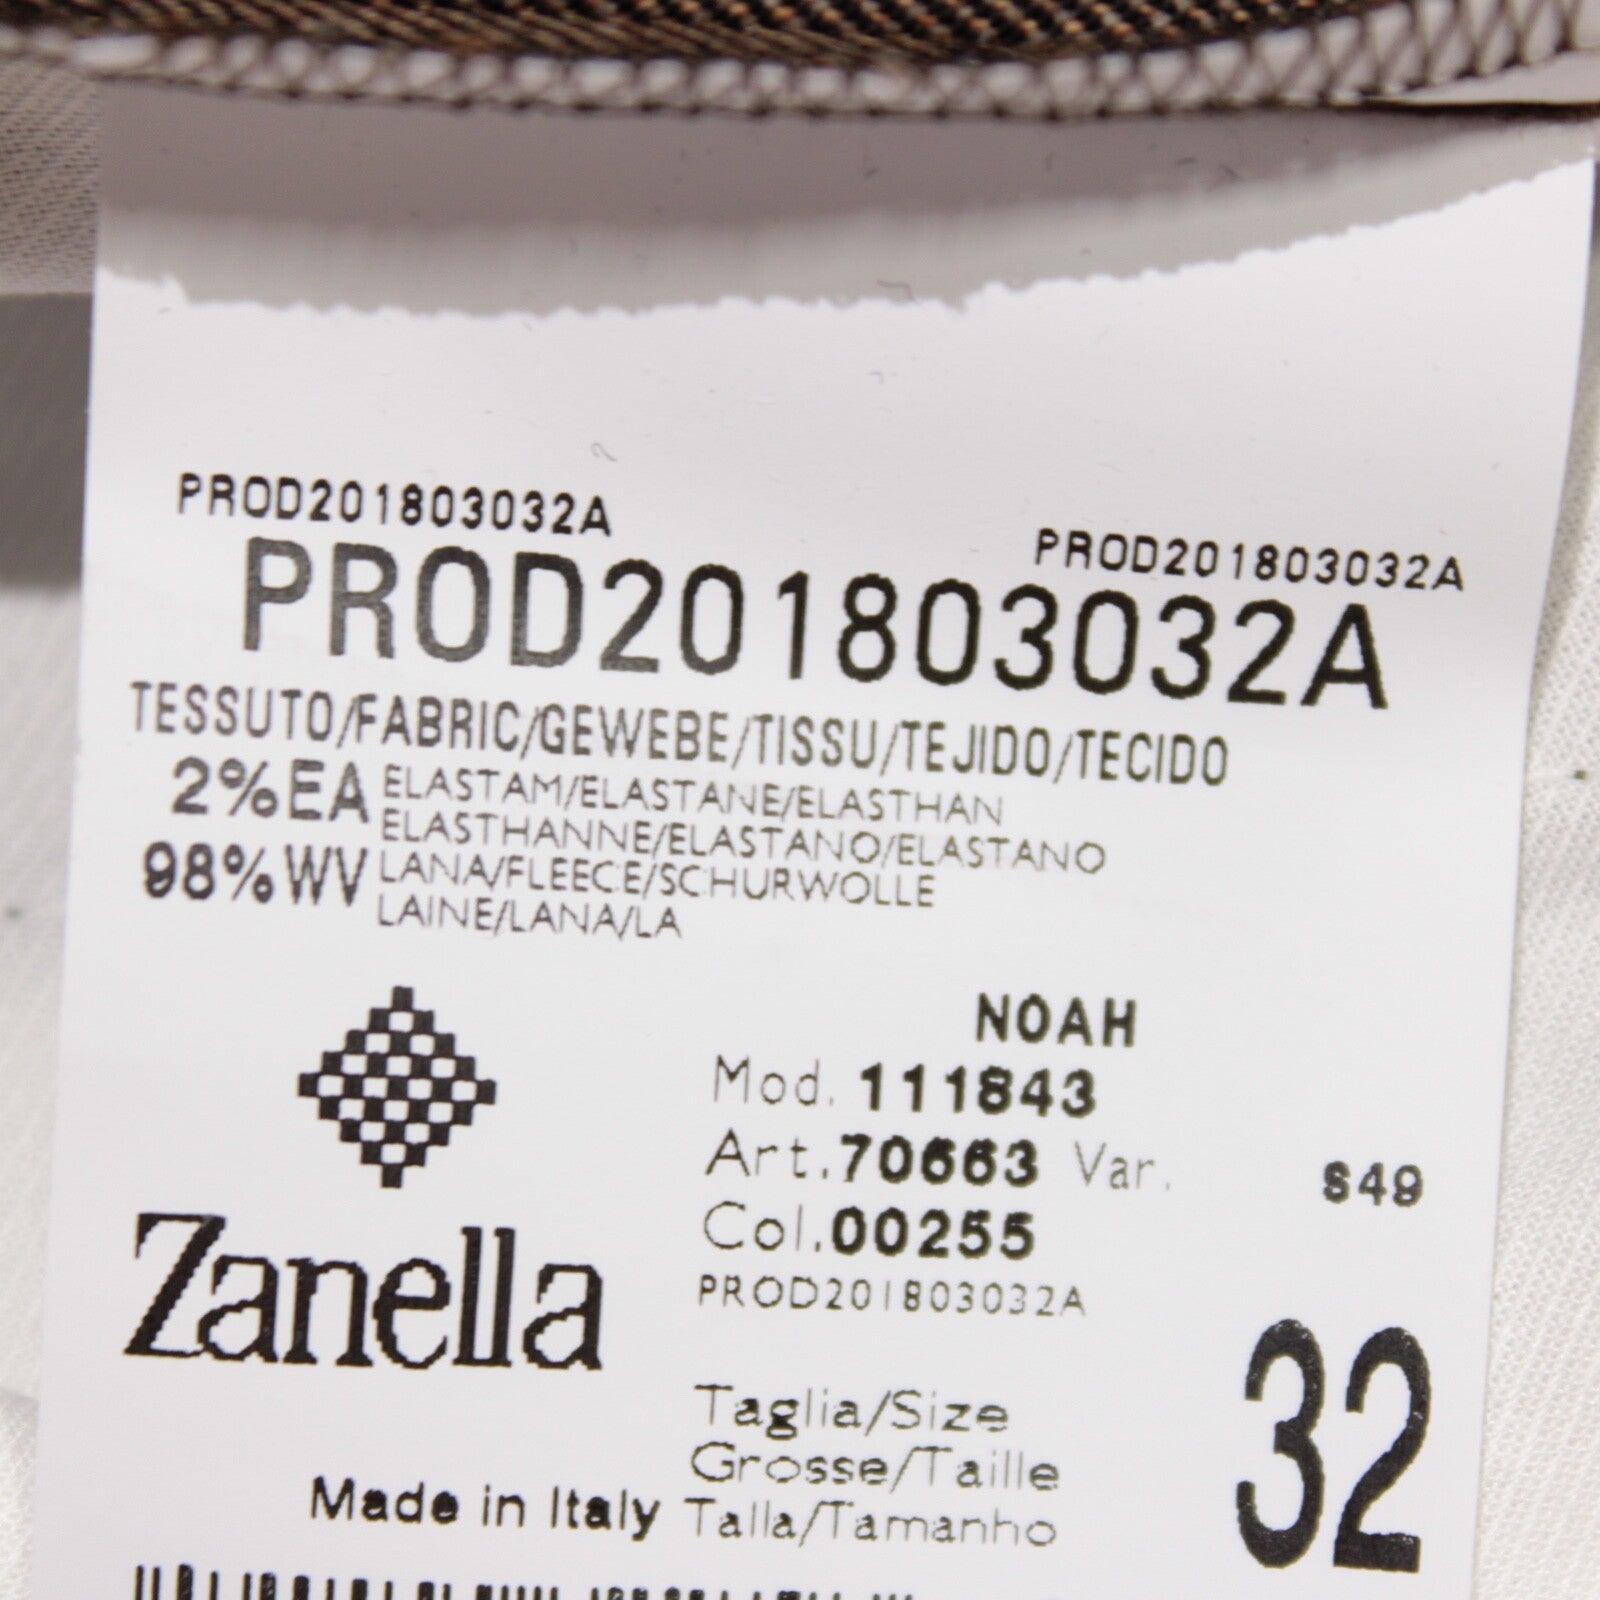 PROD201803032A
PROD201803032A
PROD201803032A
TESSUTO/FABRIC/GEWEBE/TISSU/TEJIDO/TECIDO
2%EA ELASTAM/ELASTANE/ELASTHAN
ELASTHANNE/ELASTANO/ELASTANO
98%WV LANA/FLEECE/SCHURWOLLE
LAINE/LANA/LA
NOAH
Mod. 111843
Art. 70663 Var. S49
Col. 00255
PROD201803032A
Zanella
Taglia/Size
Grosse/Taille
Talla/Tamanho
32
Made in Italy